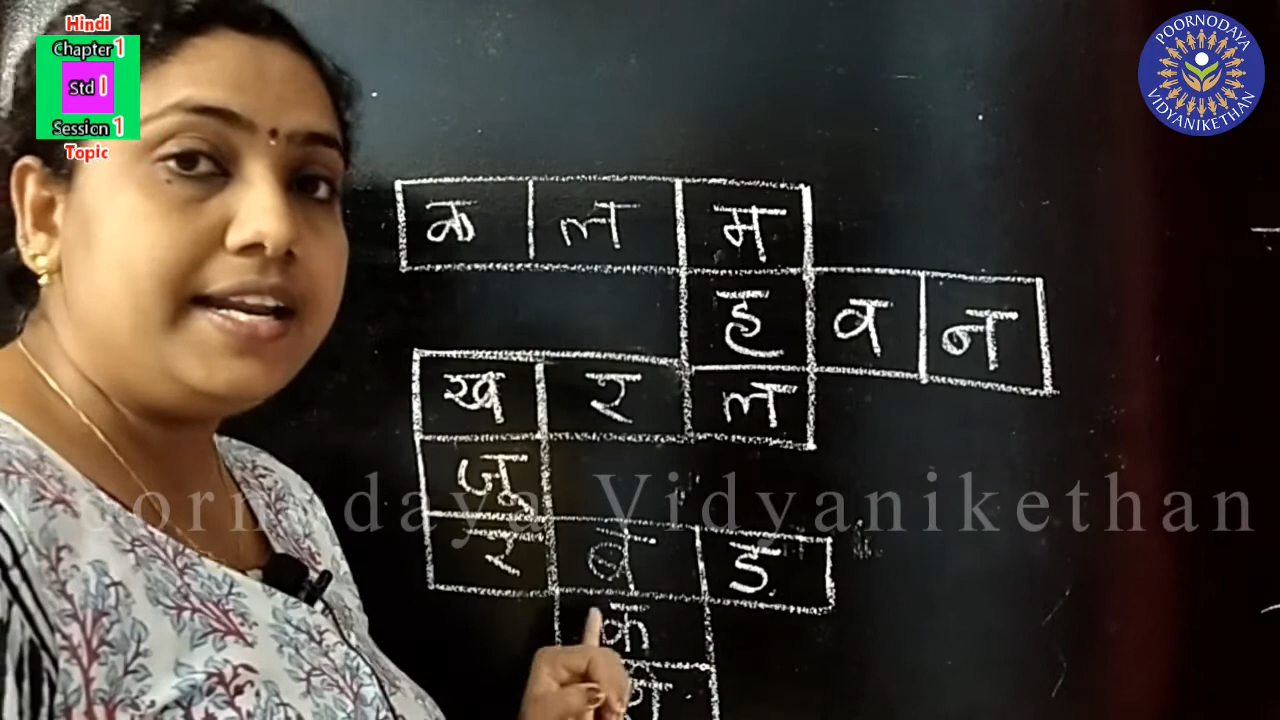 Hindi
Chapter 1
Std I
Session 1
Topic
POORNODAYA
VIDYANIKETHAN
क ल म
ह व न
ख र ल
जू
Poornodaya Vidyanikethan
र ब ड़
क